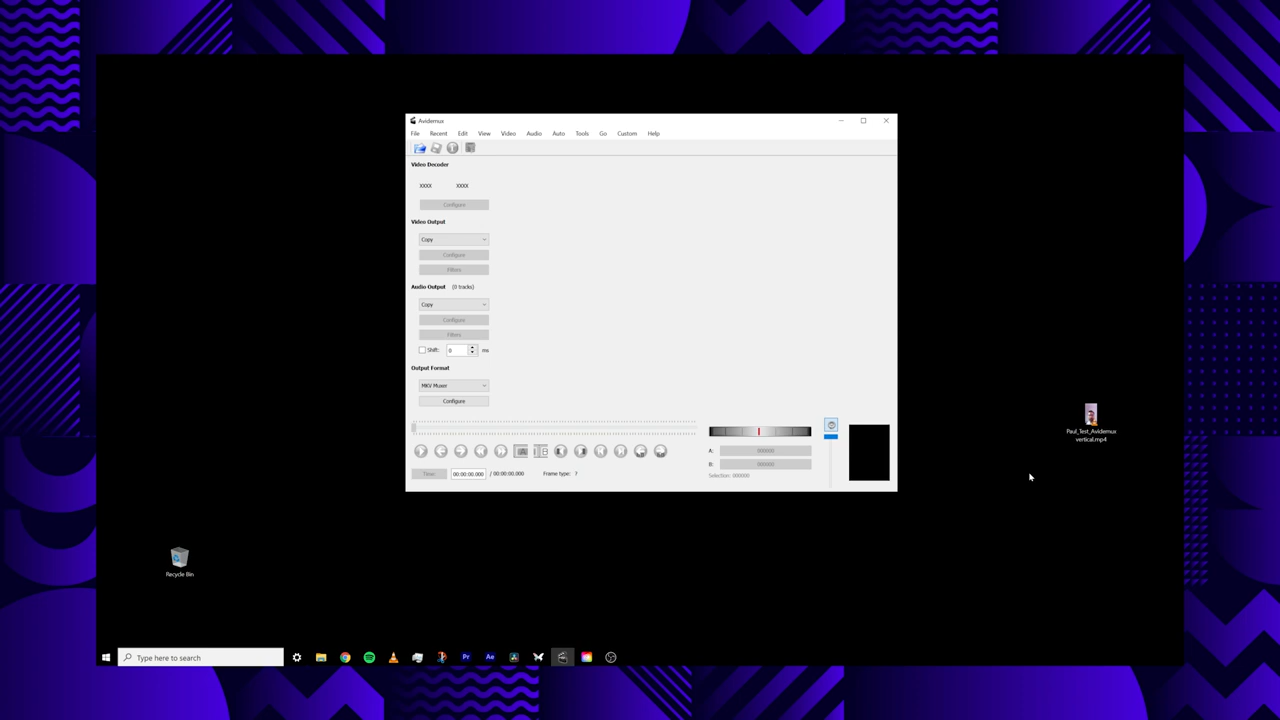 Avidemux
File Recent Edit View Video Audio Auto Tools Go Custom Help
Video Decoder
XXXX XXXX
Configure
Video Output
Copy
Configure
Filters
Audio Output (0 tracks)
Copy
Configure
Filters
Shift: 0 ms
Output Format
MKV Muxer
Configure
A B
A: 000000
B: 000000
Time: 00:00:00.000 / 00:00:00.000 Frame type: ?
Selection: 000000
Paul_Test_Avidemux
vertical.mp4
Recycle Bin
Type here to search
Pr Ae